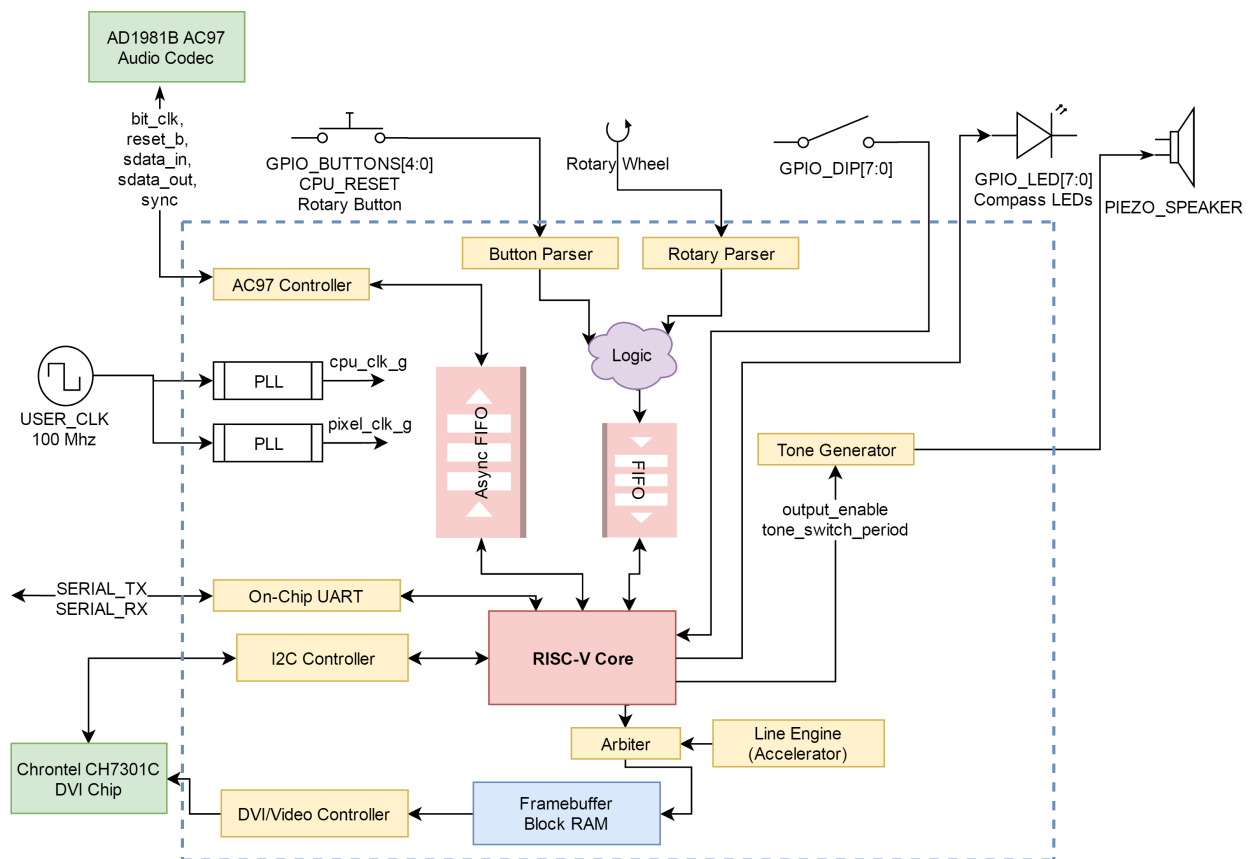 AD1981B AC97
Audio Codec
bit_clk,
reset_b,
sdata_in,
sdata_out,
sync
GPIO_BUTTONS[4:0]
CPU_RESET
Rotary Button
Rotary Wheel
GPIO_DIP[7:0]
GPIO_LED[7:0]
Compass LEDs
PIEZO_SPEAKER
Button Parser
Rotary Parser
AC97 Controller
Logic
USER_CLK
100 Mhz
PLL
cpu_clk_g
PLL
pixel_clk_g
Async FIFO
FIFO
Tone Generator
output_enable
tone_switch_period
SERIAL_TX
SERIAL_RX
On-Chip UART
I2C Controller
RISC-V Core
Arbiter
Line Engine
(Accelerator)
Chrontel CH7301C
DVI Chip
DVI/Video Controller
Framebuffer
Block RAM